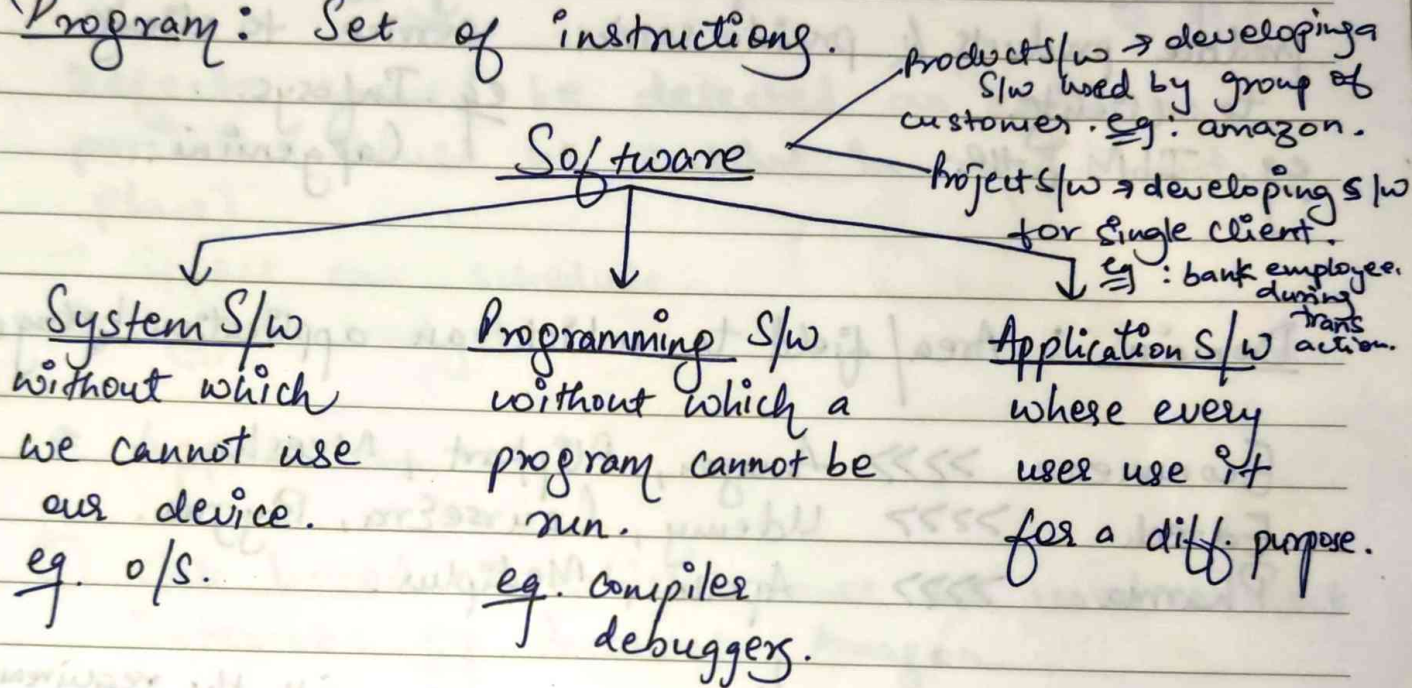 Program: Set of instructions.
Product S/w → developing a
S/w used by group of
customer. eg: amazon.
Software
Project S/w → developing s/w
for single client.
eg: bank employee.
during
trans
action.
System S/w
without which
we cannot use
our device.
eg. o/s.
Programming S/w
without which a
program cannot be
run.
eg. compiler
debuggers.
Application S/w
where every
user use it
for a diff. purpose.